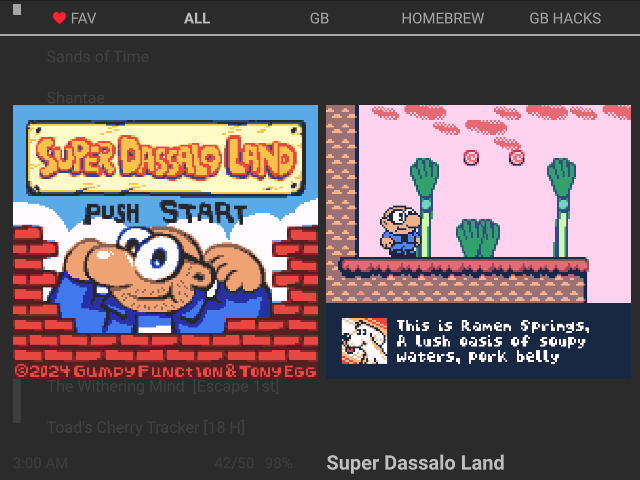 FAV ALL GB HOMEBREW GB HACKS
Sands of Time
Shantae
SUPER DASSALO LAND
PUSH START
©2024 GUMPY FUNCTION & TONY EGG
This is Ramen Springs,
A lush oasis of soupy
waters, pork belly
The Withering Mind [Escape 1st]
Toad's Cherry Tracker [18 H]
3:00 AM 42/50 98% Super Dassalo Land